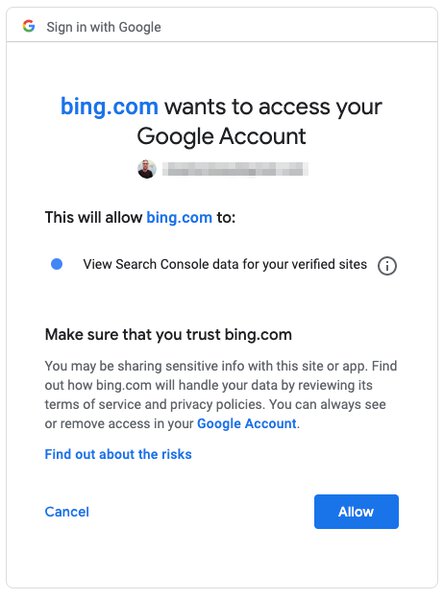 Sign in with Google
bing.com wants to access your
Google Account
This will allow bing.com to:
View Search Console data for your verified sites
Make sure that you trust bing.com
You may be sharing sensitive info with this site or app. Find
out how bing.com will handle your data by reviewing its
terms of service and privacy policies. You can always see
or remove access in your Google Account.
Find out about the risks
Cancel
Allow